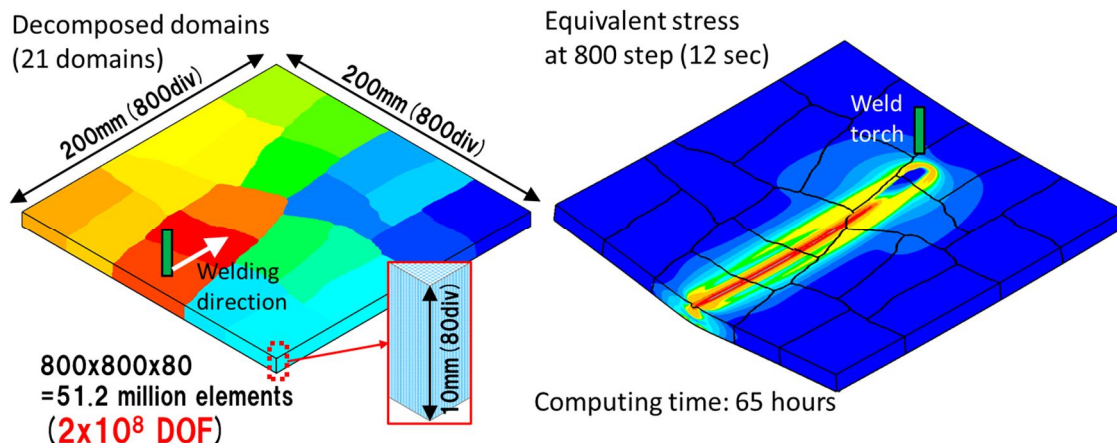 Decomposed domains
(21 domains)
200mm (800div)
200mm (800div)
Welding
direction
10mm (80div)
800x800x80
=51.2 million elements
(2x10⁸ DOF)
Equivalent stress
at 800 step (12 sec)
Weld
torch
Computing time: 65 hours